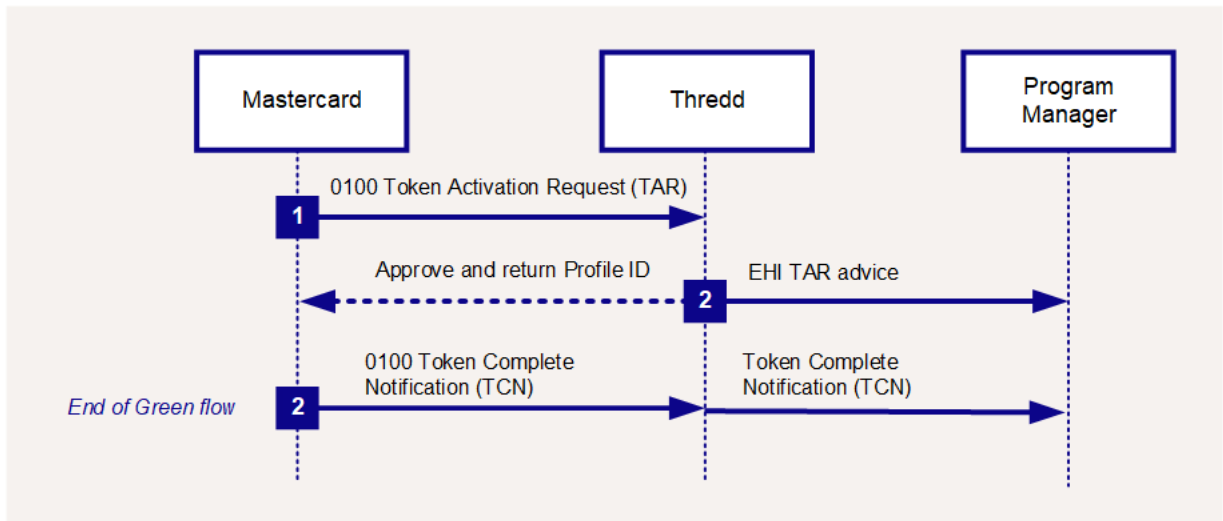 Mastercard
Thredd
Program
Manager
0100 Token Activation Request (TAR)
1
Approve and return Profile ID
EHI TAR advice
2
0100 Token Complete
Notification (TCN)
Token Complete
Notification (TCN)
End of Green flow
2